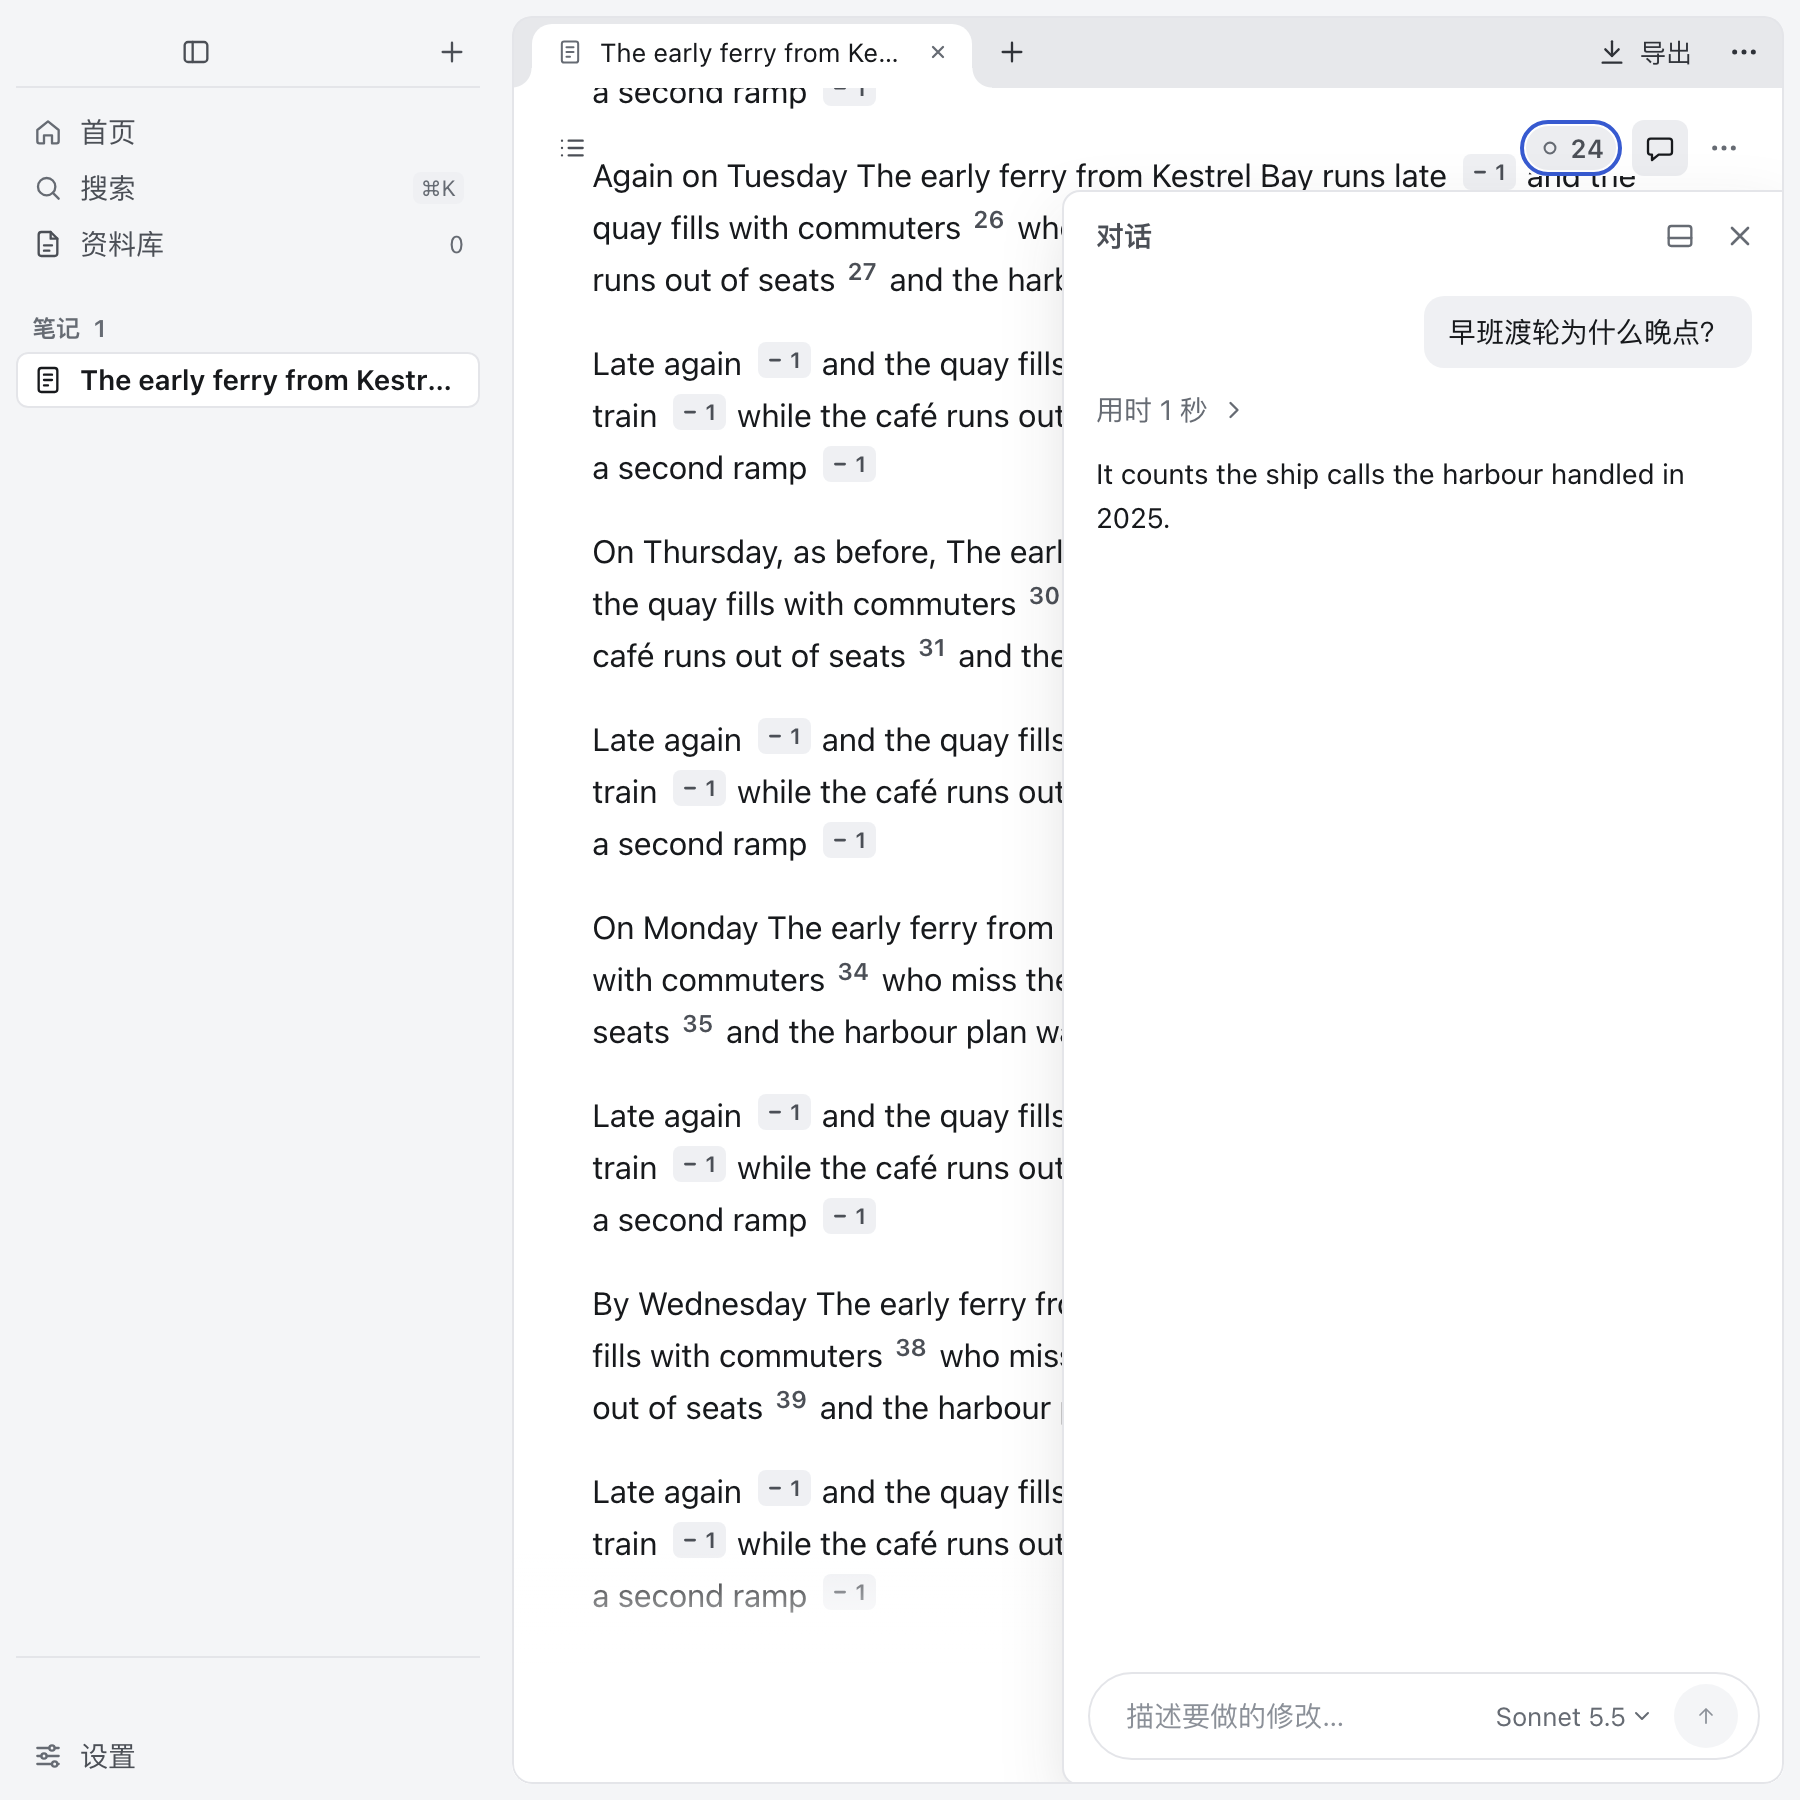 The early ferry from Ke...
导出
首页
搜索 ⌘K
资料库 0
笔记 1
The early ferry from Kestr...
设置
a second ramp – 1
24
Again on Tuesday The early ferry from Kestrel Bay runs late – 1 and the
quay fills with commuters 26
runs out of seats 27 and the
Late again – 1 and the quay fills
train – 1 while the café runs out
a second ramp – 1
On Thursday, as before, The
the quay fills with commuters 30
café runs out of seats 31 and the
Late again – 1 and the quay fills
train – 1 while the café runs out
a second ramp – 1
On Monday The early ferry from
with commuters 34 who miss the
seats 35 and the harbour plan
Late again – 1 and the quay fills
train – 1 while the café runs out
a second ramp – 1
By Wednesday The early ferry
fills with commuters 38 who miss
out of seats 39 and the harbour
Late again – 1 and the quay fills
train – 1 while the café runs out
a second ramp – 1
对话
早班渡轮为什么晚点?
用时 1 秒
It counts the ship calls the harbour handled in
2025.
描述要做的修改... Sonnet 5.5